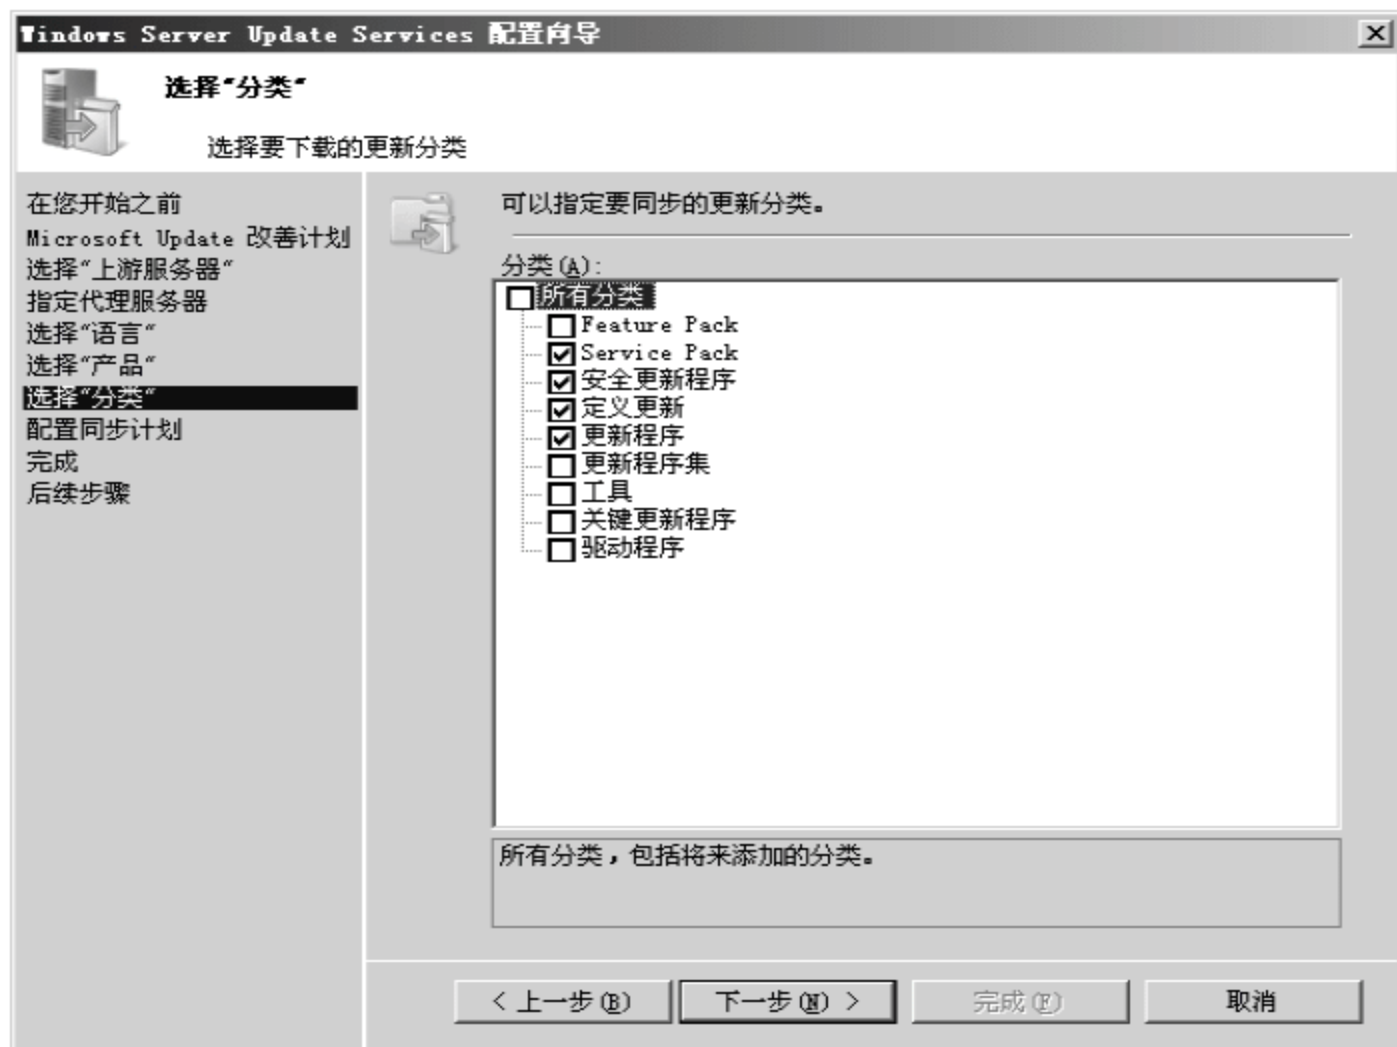 Windows Server Update Services 配置向导
选择“分类”
选择要下载的更新分类
在您开始之前
Microsoft Update 改善计划
选择“上游服务器”
指定代理服务器
选择“语言”
选择“产品”
选择“分类”
配置同步计划
完成
后续步骤
可以指定要同步的更新分类。
分类(A):
所有分类
Feature Pack
Service Pack
安全更新程序
定义更新
更新程序
更新程序集
工具
关键更新程序
驱动程序
所有分类，包括将来添加的分类。
< 上一步(B)
下一步(N) >
完成(F)
取消